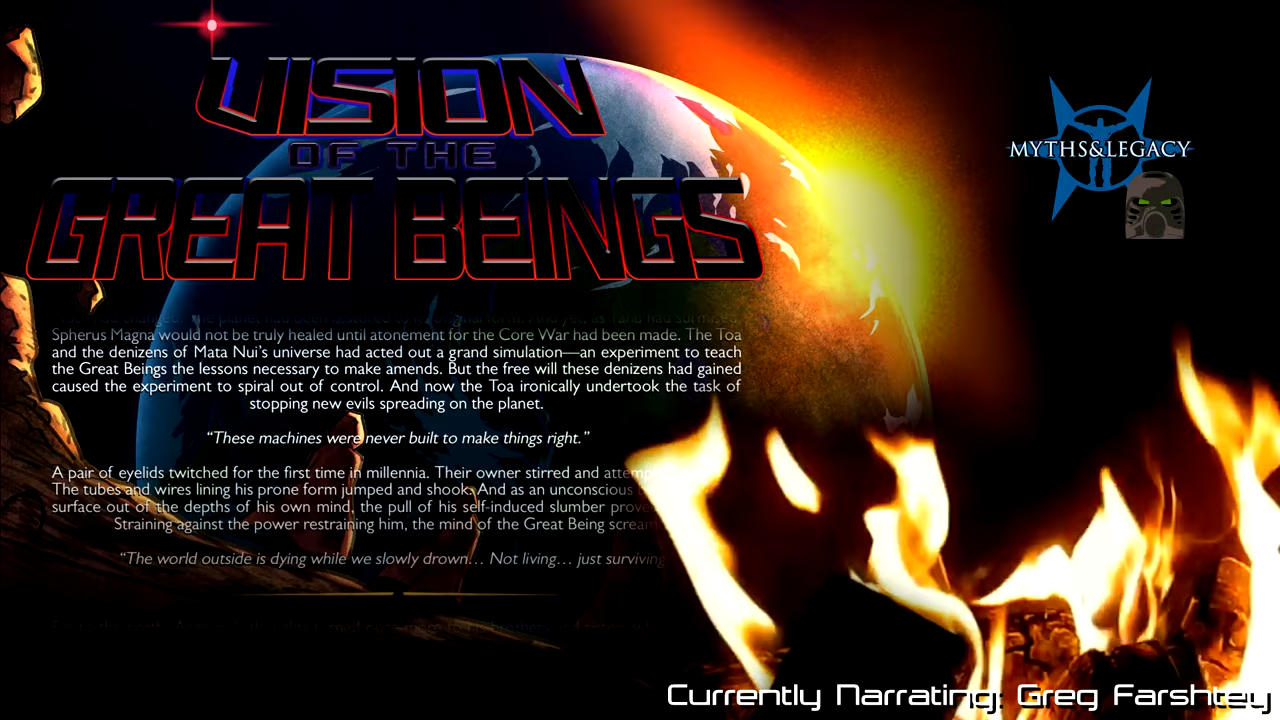 VISION
OF THE
GREAT BEINGS
MYTHS&LEGACY
Spherus Magna would not be truly healed until atonement for the Core War had been made. The Toa
and the denizens of Mata Nui's universe had acted out a grand simulation—an experiment to teach
the Great Beings the lessons necessary to make amends. But the free will these denizens had gained
caused the experiment to spiral out of control. And now the Toa ironically undertook the task of
stopping new evils spreading on the planet.
“These machines were never built to make things right.”
A pair of eyelids twitched for the first time in millennia. Their owner stirred and
The tubes and wires lining his prone form jumped and shook. And as an unconscious
surface out of the depths of his own mind, the pull of his self-induced slumber
Straining against the power restraining him, the mind of the Great Being
“The world outside is dying while we slowly drown… Not living… just surviving
Currently Narrating: Greg Farshtey